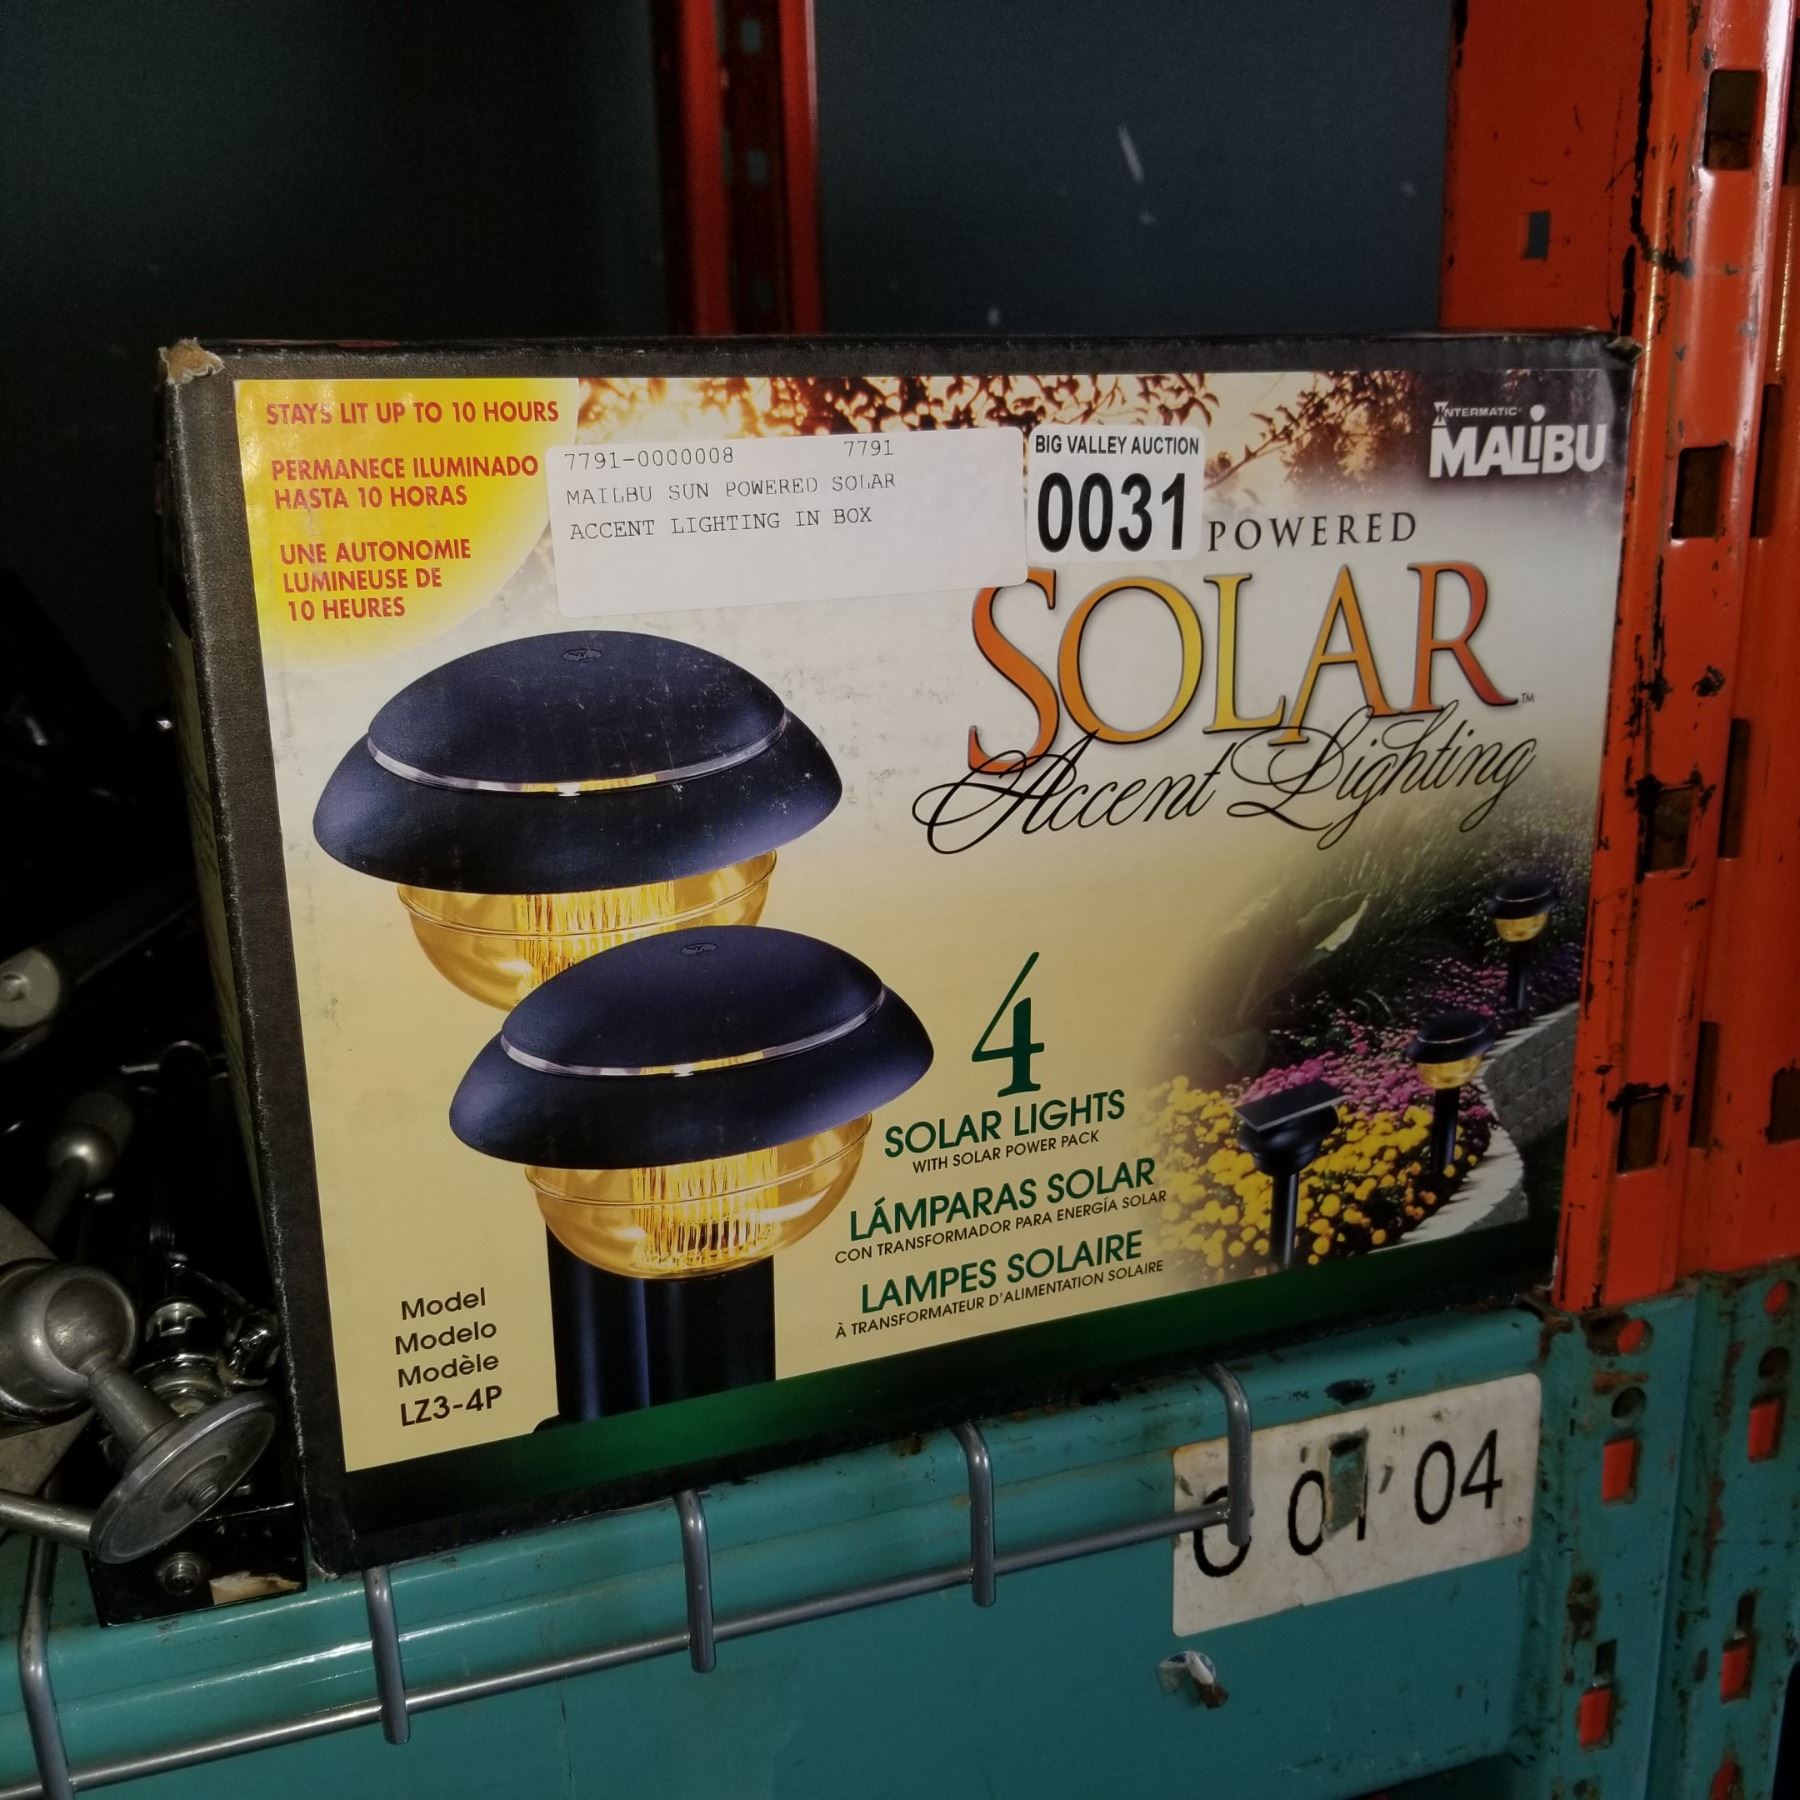 STAYS LIT UP TO 10 HOURS
PERMANECE ILUMINADO
HASTA 10 HORAS
UNE AUTONOMIE
LUMINEUSE DE
10 HEURES
7791-0000008 7791
MAILBU SUN POWERED SOLAR
ACCENT LIGHTING IN BOX
BIG VALLEY AUCTION
0031
INTERMATIC
MALIBU
POWERED
SOLAR™
Accent Lighting
4
SOLAR LIGHTS
WITH SOLAR POWER PACK
LÁMPARAS SOLAR
CON TRANSFORMADOR PARA ENERGÍA SOLAR
LAMPES SOLAIRE
À TRANSFORMATEUR D'ALIMENTATION SOLAIRE
Model
Modelo
Modèle
LZ3-4P
04